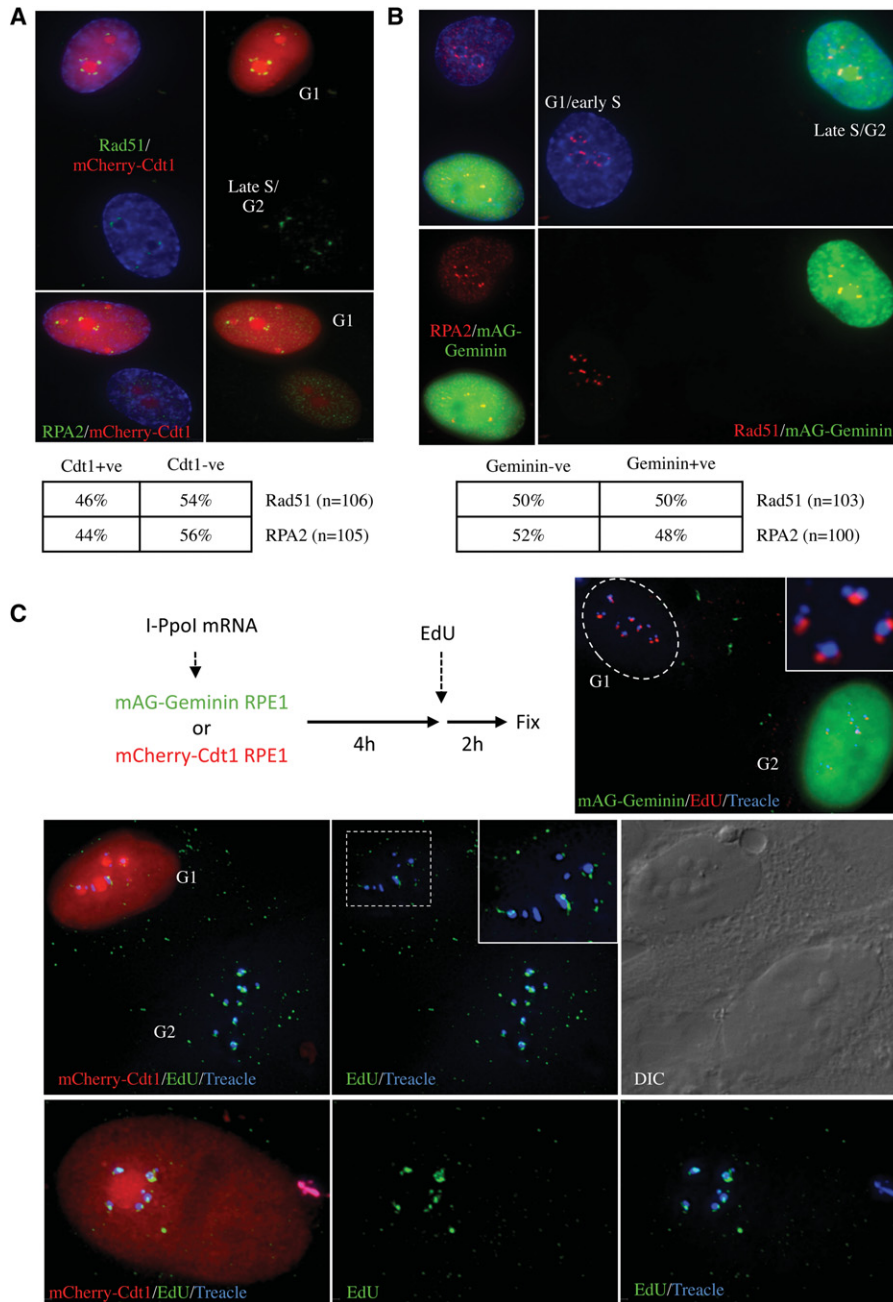 A
G1
Rad51/
mCherry-Cdt1
Late S/
G2
G1
RPA2/mCherry-Cdt1
Cdt1+ve Cdt1-ve
46% 54% Rad51 (n=106)
44% 56% RPA2 (n=105)
B
G1/early S
Late S/G2
RPA2/mAG-
Geminin
Rad51/mAG-Geminin
Geminin-ve Geminin+ve
50% 50% Rad51 (n=103)
52% 48% RPA2 (n=100)
C
I-PpoI mRNA
EdU
mAG-Geminin RPE1
or
mCherry-Cdt1 RPE1
4h
2h
Fix
G1
G2
mAG-Geminin/EdU/Treacle
G1
G2
mCherry-Cdt1/EdU/Treacle
EdU/Treacle
DIC
mCherry-Cdt1/EdU/Treacle
EdU
EdU/Treacle